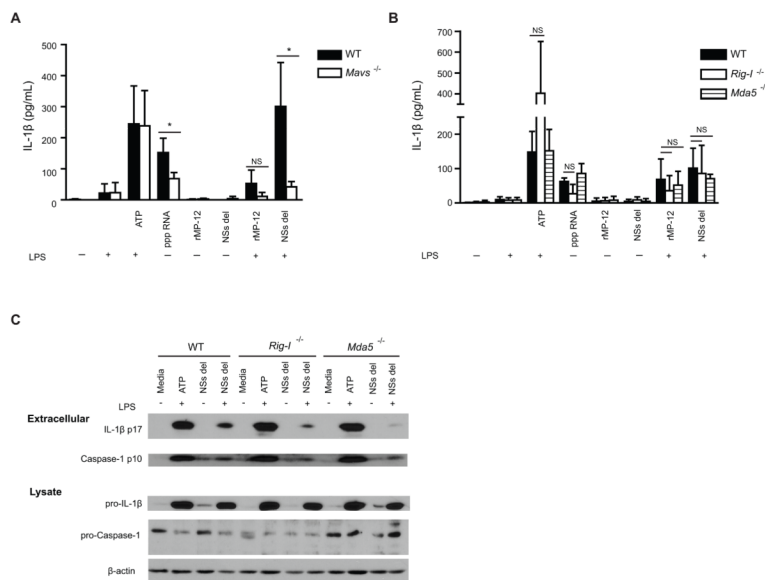 A
500
400
300
200
100
0
IL-1β (pg/mL)
WT
Mavs -/-
*
NS
*
ATP
ppp RNA
rMP-12
NSs del
rMP-12
NSs del
LPS
– + + – – – + +
B
700
600
500
400
300
200
100
0
IL-1β (pg/mL)
WT
Rig-I -/-
Mda5 -/
NS
NS
NS
NS
ATP
ppp RNA
rMP-12
NSs del
rMP-12
NSs del
LPS
– + + – – – + +
C
WT Rig-I -/- Mda5 -/-
Media ATP NSs del NSs del Media ATP NSs del NSs del Media ATP NSs del NSs del
LPS - + - + - + - + - + - +
Extracellular
IL-1β p17
Caspase-1 p10
Lysate
pro-IL-1β
pro-Caspase-1
β-actin